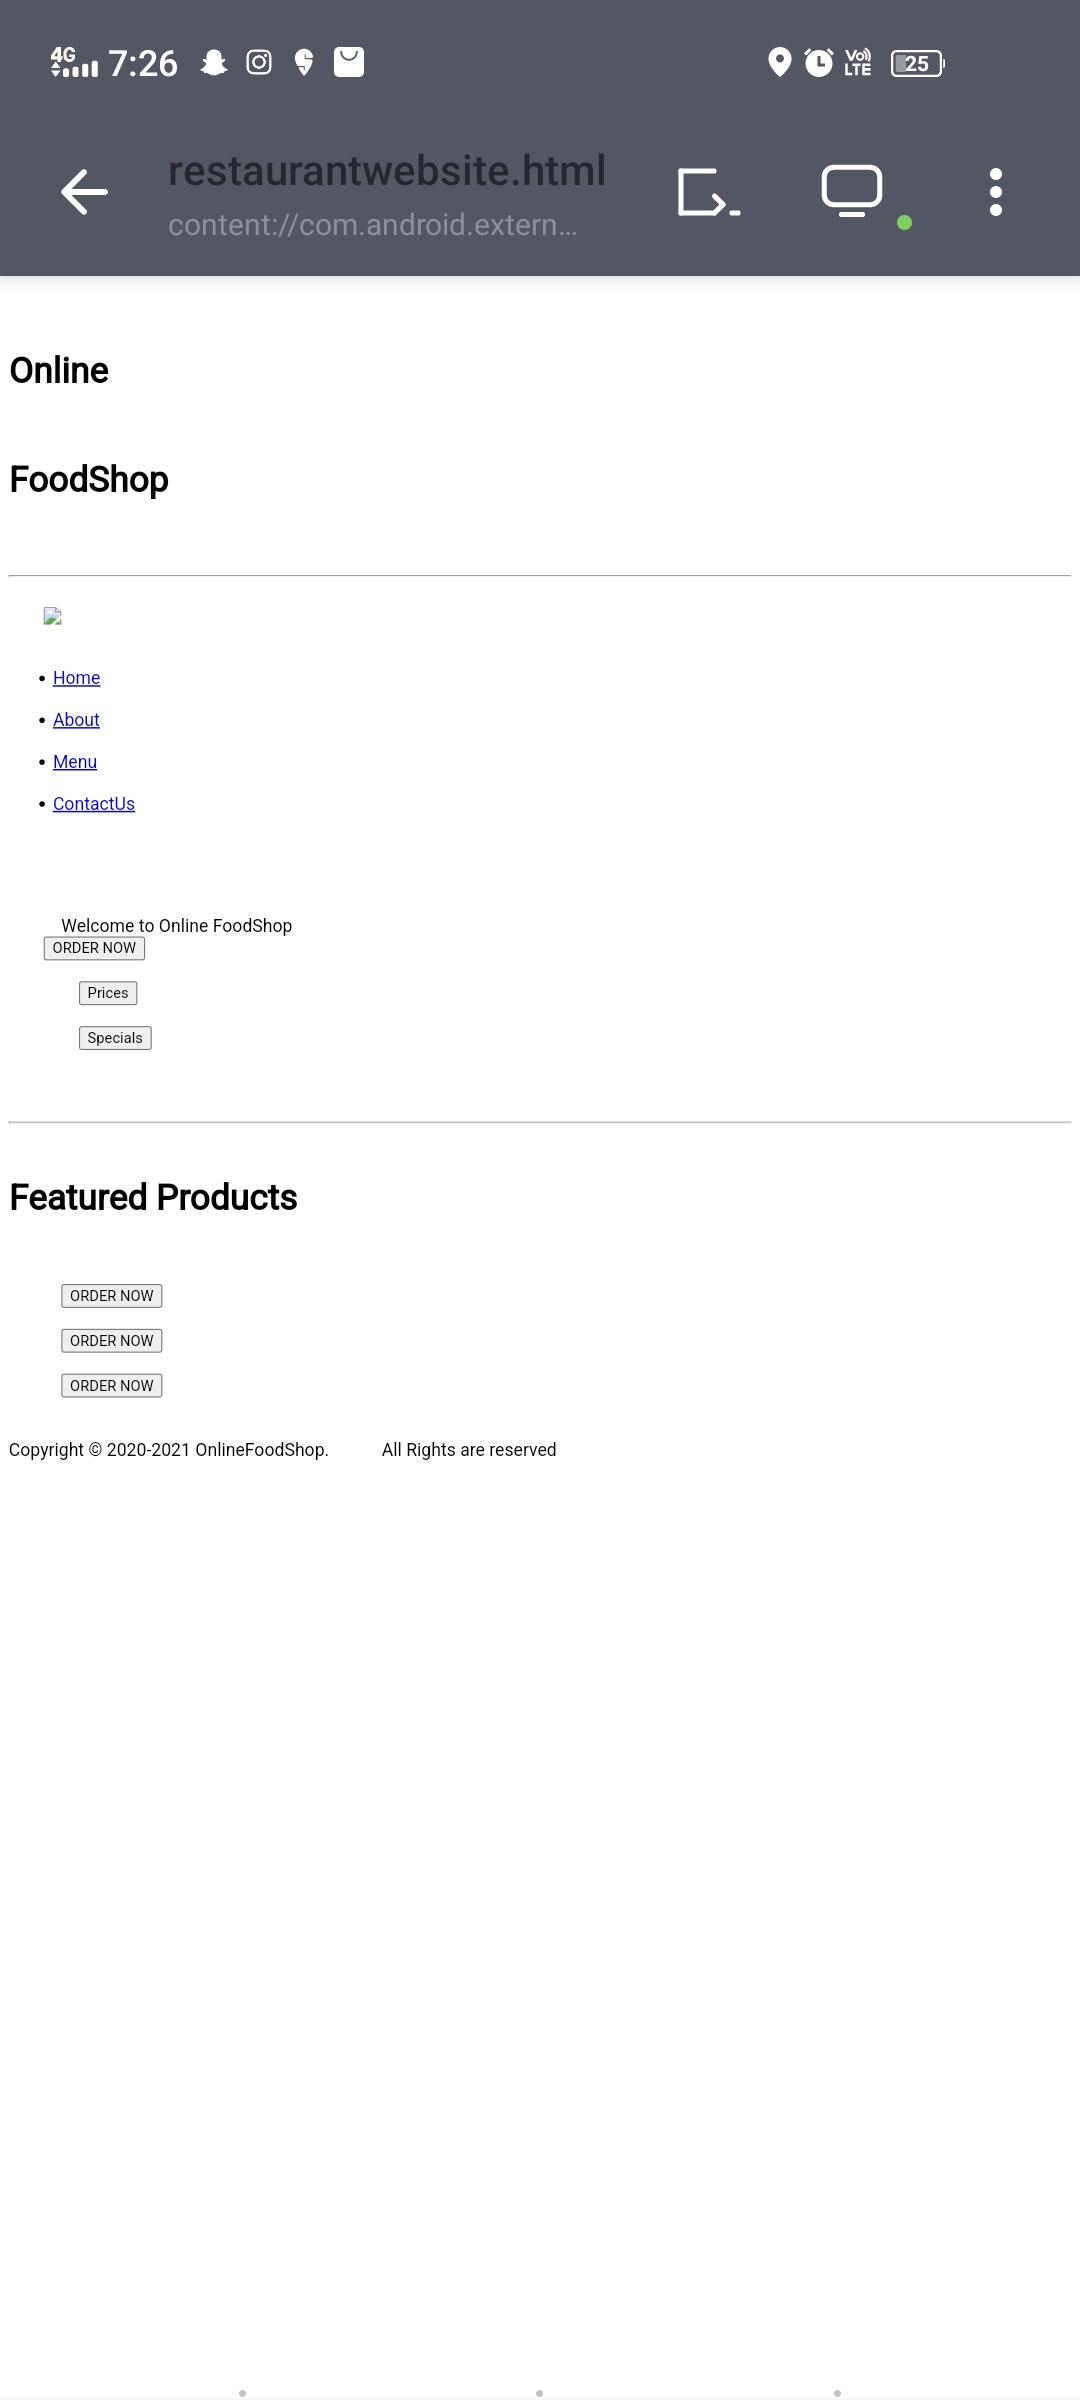 4G 7:26 Vo LTE 25
restaurantwebsite.html
content://com.android.extern...
Online
FoodShop
• Home
• About
• Menu
• ContactUs
Welcome to Online FoodShop
ORDER NOW
Prices
Specials
Featured Products
ORDER NOW
ORDER NOW
ORDER NOW
Copyright © 2020-2021 OnlineFoodShop. All Rights are reserved